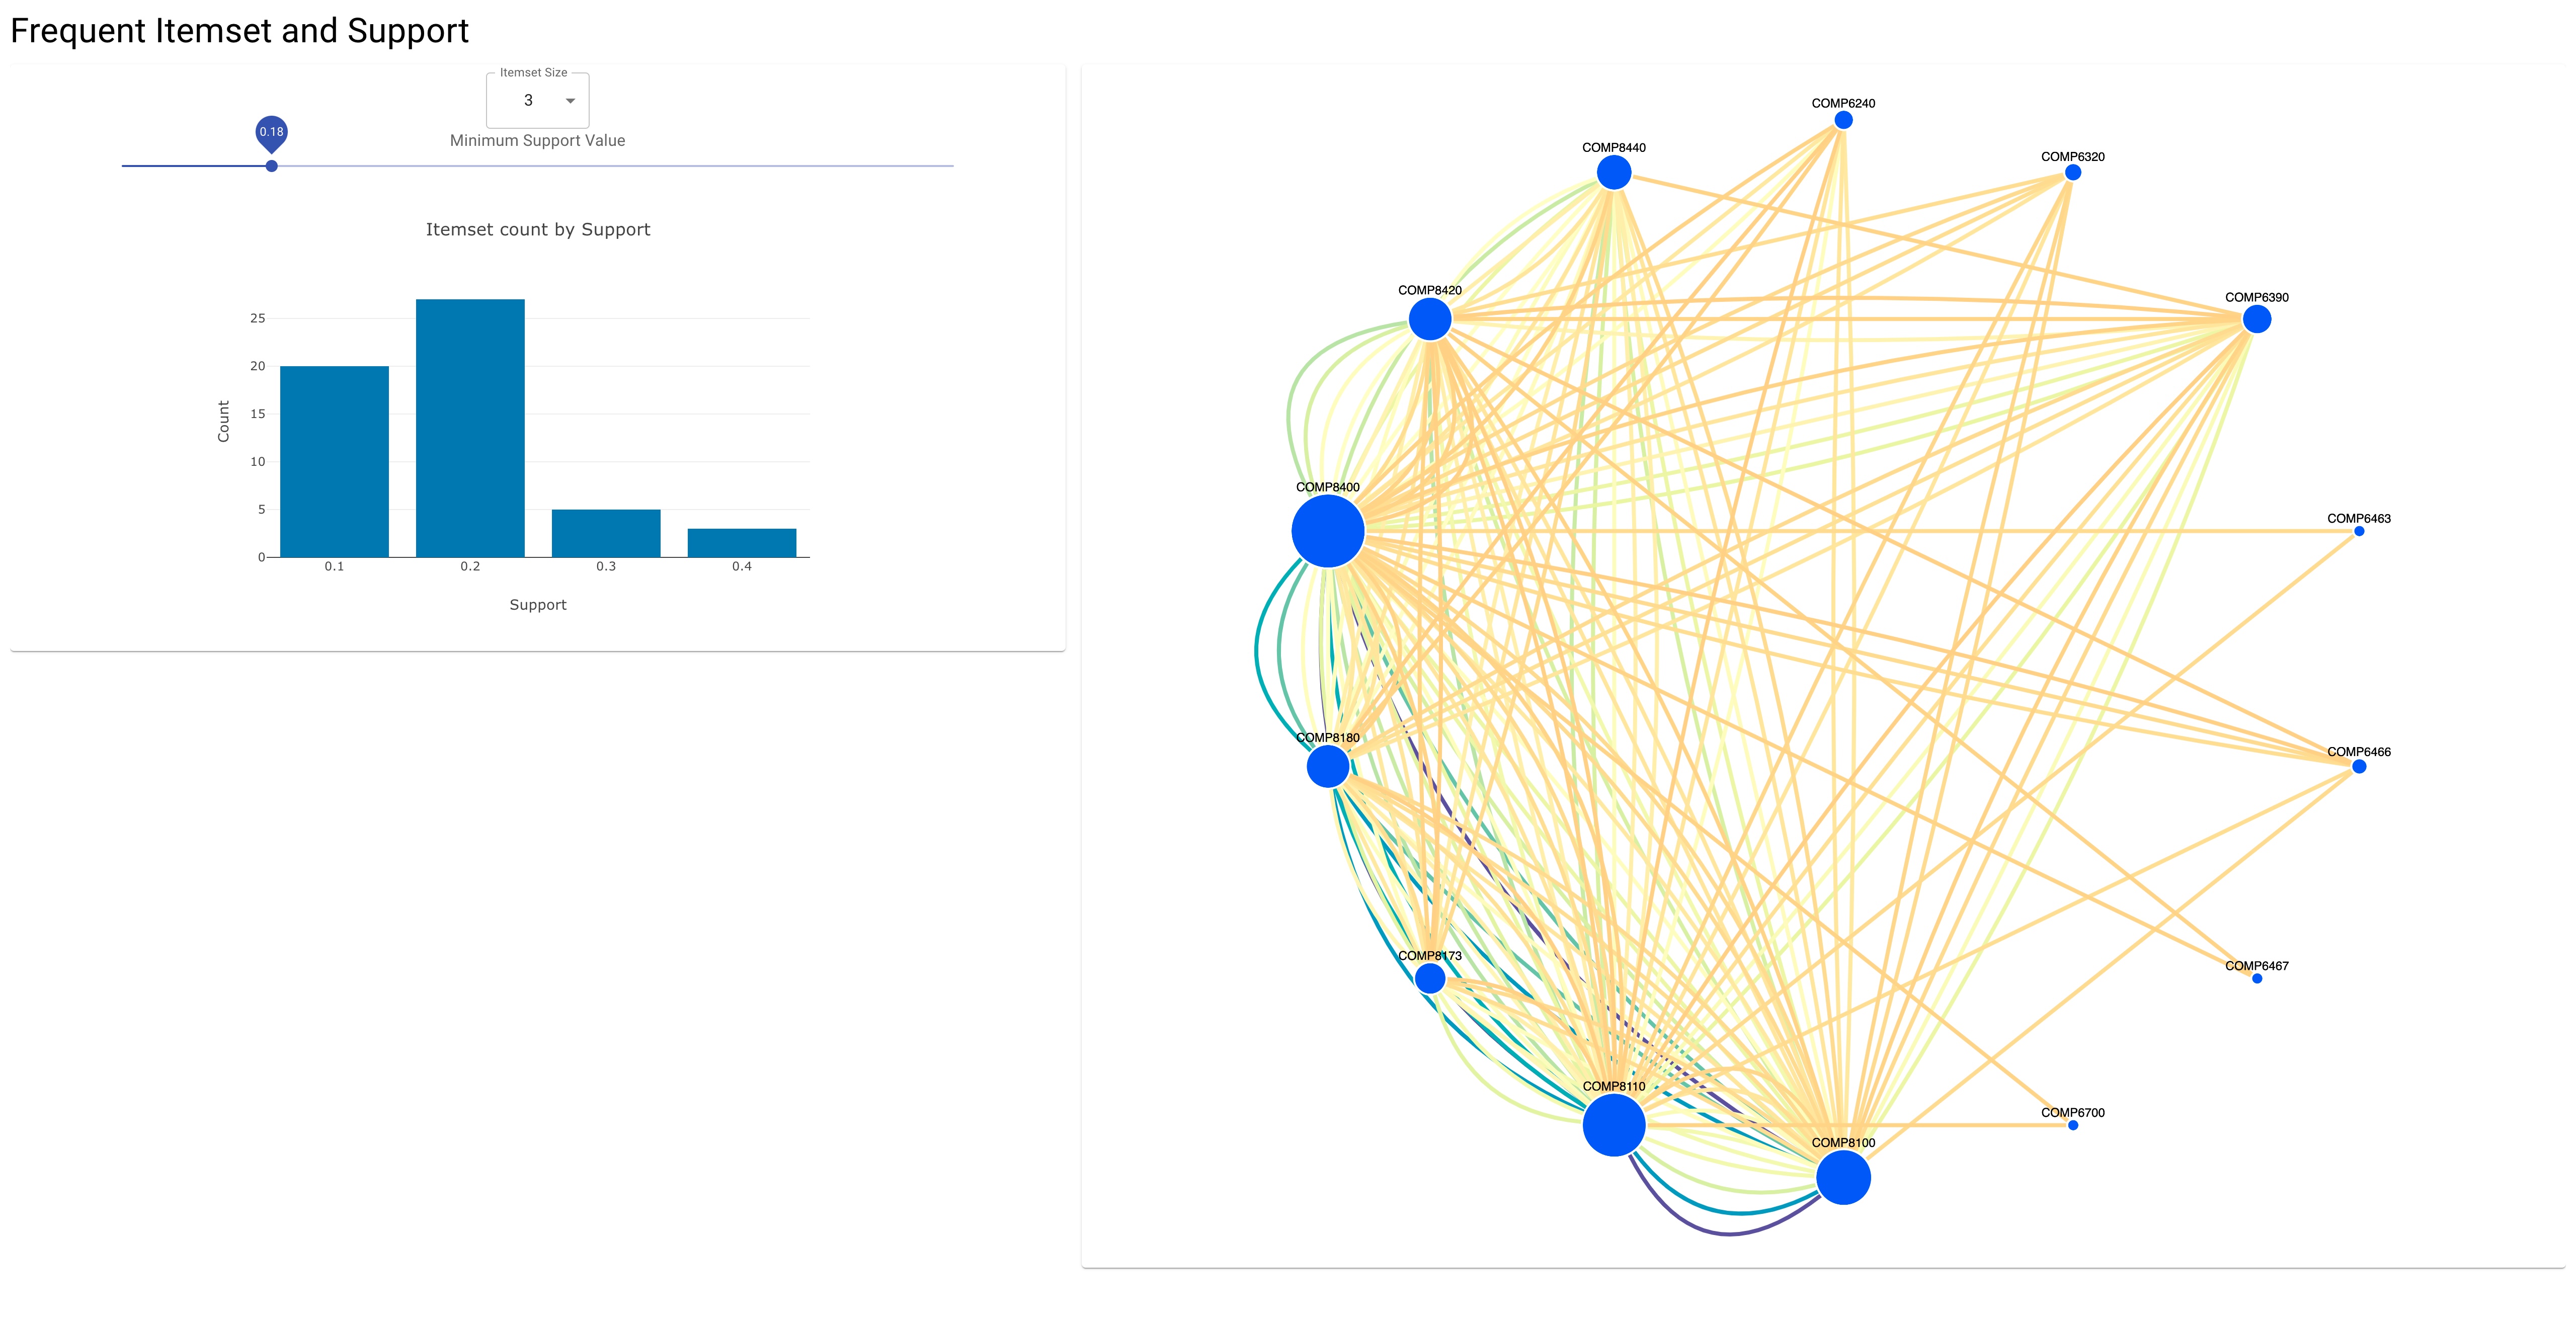 Frequent Itemset and Support
Itemset Size
3
0.18
Minimum Support Value
Itemset count by Support
25
20
15
10
5
0
Count
0.1 0.2 0.3 0.4
Support
COMP6240
COMP8440
COMP6320
COMP8420
COMP6390
COMP8400
COMP6463
COMP8180
COMP6466
COMP8173
COMP6467
COMP8110
COMP6700
COMP8100